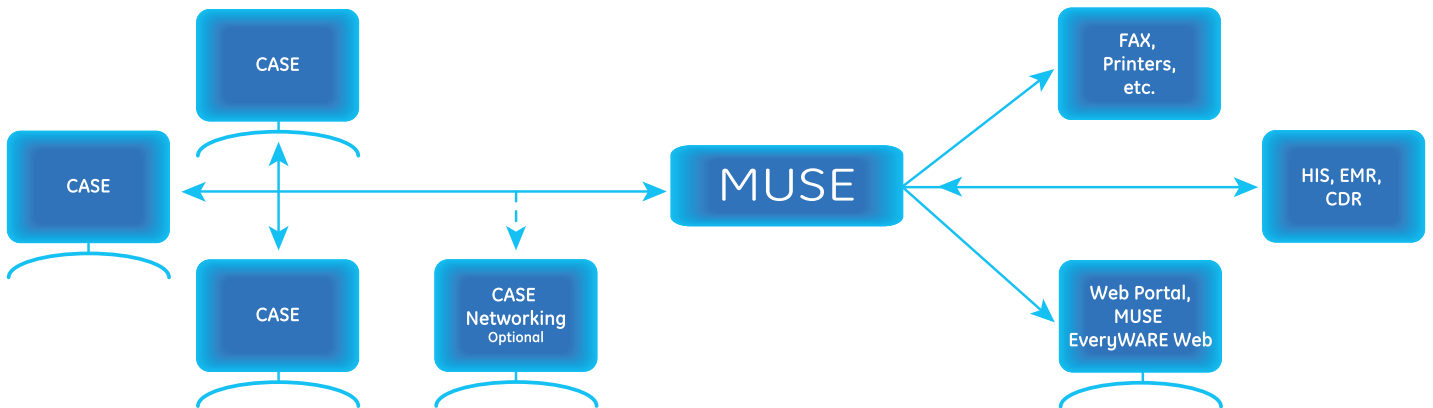 CASE
CASE
CASE
CASE
Networking
Optional
MUSE
FAX,
Printers,
etc.
HIS, EMR,
CDR
Web Portal,
MUSE
EveryWARE Web